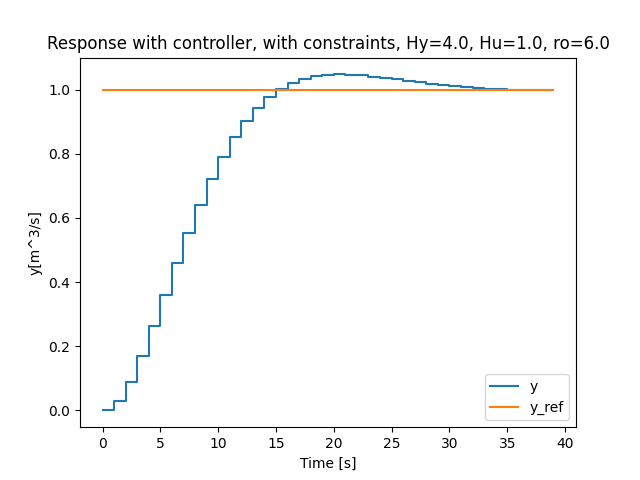 Response with controller, with constraints, Hy=4.0, Hu=1.0, ro=6.0
y[m^3/s]
1.0
0.8
0.6
0.4
0.2
0.0
0 5 10 15 20 25 30 35 40
Time [s]
y
y_ref